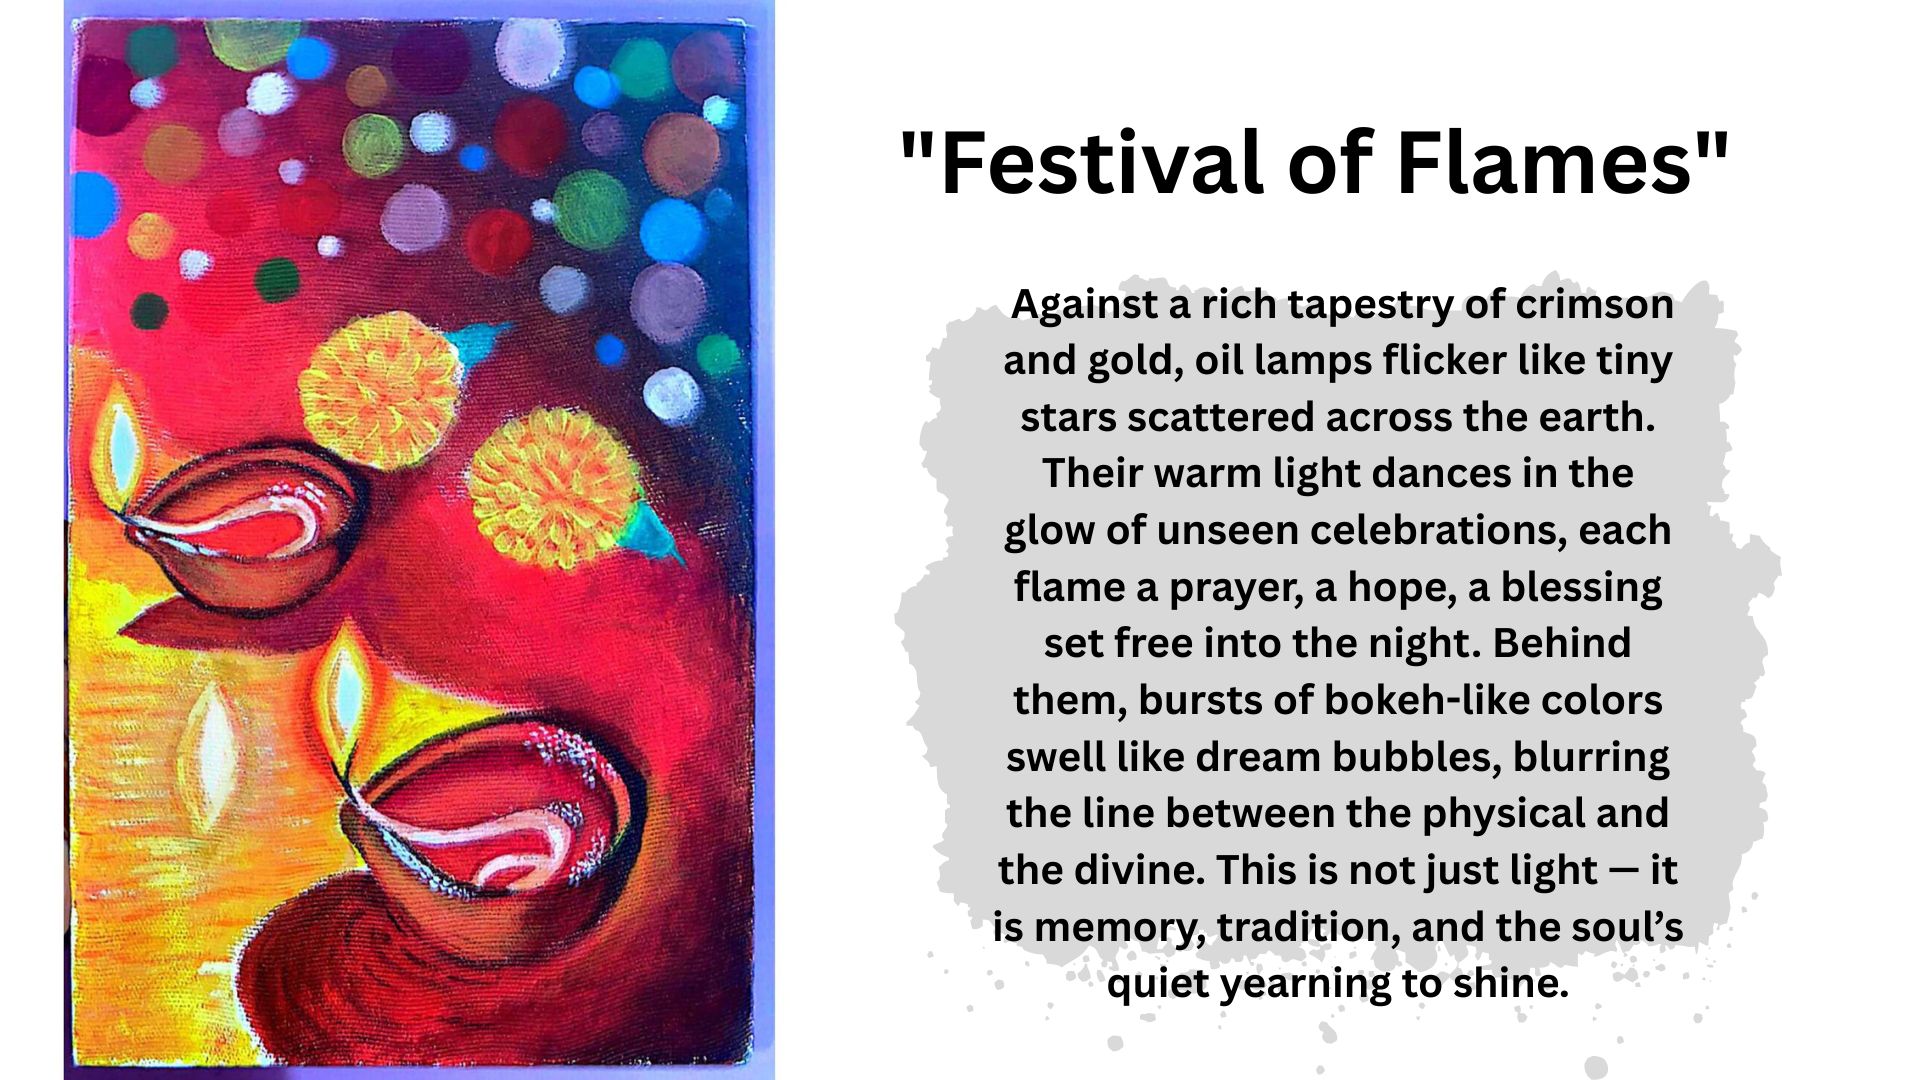 "Festival of Flames"
Against a rich tapestry of crimson
and gold, oil lamps flicker like tiny
stars scattered across the earth.
Their warm light dances in the
glow of unseen celebrations, each
flame a prayer, a hope, a blessing
set free into the night. Behind
them, bursts of bokeh-like colors
swell like dream bubbles, blurring
the line between the physical and
the divine. This is not just light — it
is memory, tradition, and the soul’s
quiet yearning to shine.